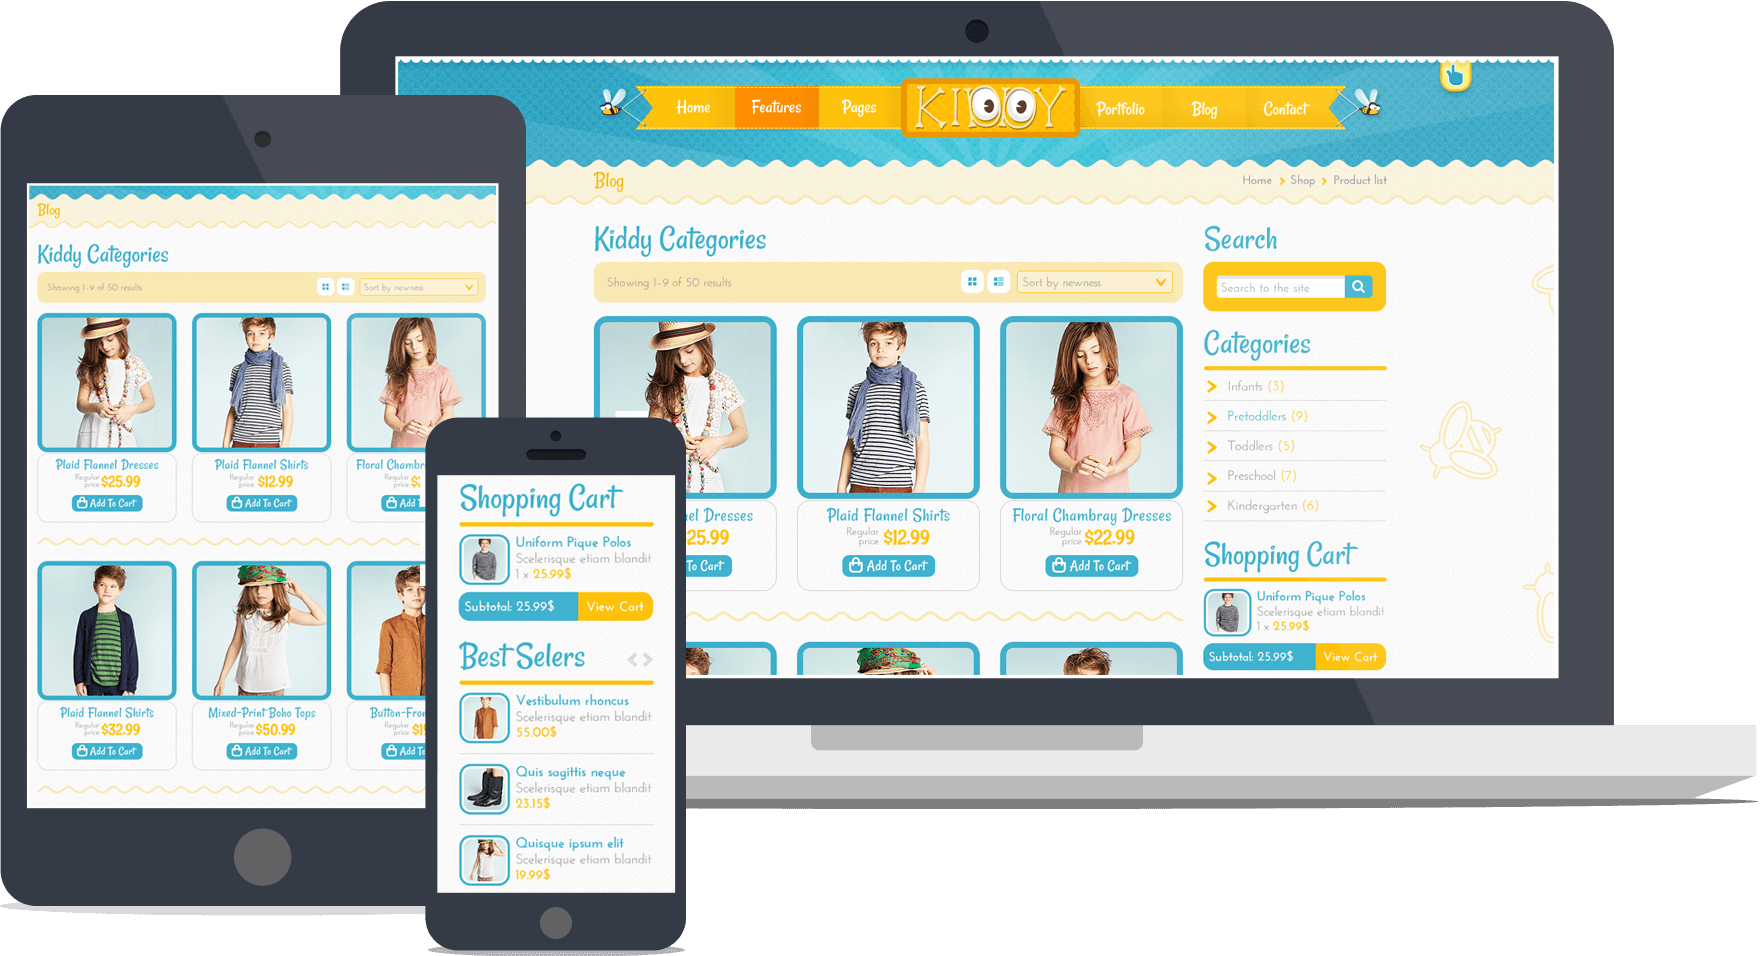 Home
Features
Pages
KIDDY
Portfolio
Blog
Contact
Blog
Home > Shop > Product list
Kiddy Categories
Showing 1-9 of 50 results
Sort by newness
Search
Search to the site
Categories
Infants (3)
Pretoddlers (9)
Toddlers (5)
Preschool (7)
Kindergarten (6)
Shopping Cart
Uniform Pique Polos
Scelerisque etiam blandit
1 x 25.99$
Subtotal: 25.99$
View Cart
Dresses
25.99
To Cart
Plaid Flannel Shirts
Regular price $12.99
Add To Cart
Floral Chambray Dresses
Regular price $22.99
Add To Cart
Blog
Kiddy Categories
Showing 1-9 of 50 results
Sort by newness
Plaid Flannel Dresses
Regular price $25.99
Add To Cart
Plaid Flannel Shirts
Regular price $12.99
Add To Cart
Floral Chambr
Regular price $
Add To
Plaid Flannel Shirts
Regular price $32.99
Add To Cart
Mixed-Print Boho Tops
Regular price $50.99
Add To Cart
Button-Fron
Regular price $1
Add To
Shopping Cart
Uniform Pique Polos
Scelerisque etiam blandit
1 x 25.99$
Subtotal: 25.99$
View Cart
Best Selers
Vestibulum rhoncus
Scelerisque etiam blandit
55.00$
Quis sagittis neque
Scelerisque etiam blandit
23.15$
Quisque ipsum elit
Scelerisque etiam blandit
19.99$